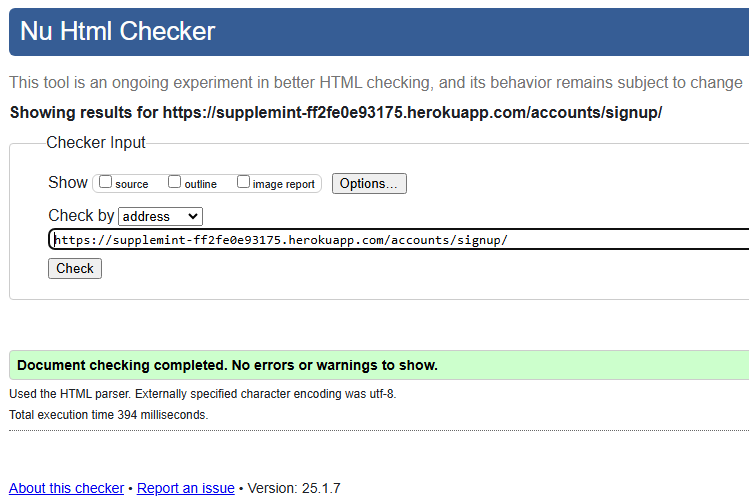 Nu Html Checker
This tool is an ongoing experiment in better HTML checking, and its behavior remains subject to change
Showing results for https://supplemint-ff2fe0e93175.herokuapp.com/accounts/signup/
Checker Input
Show source outline image report Options...
Check by address
https://supplemint-ff2fe0e93175.herokuapp.com/accounts/signup/
Check
Document checking completed. No errors or warnings to show.
Used the HTML parser. Externally specified character encoding was utf-8.
Total execution time 394 milliseconds.
About this checker • Report an issue • Version: 25.1.7